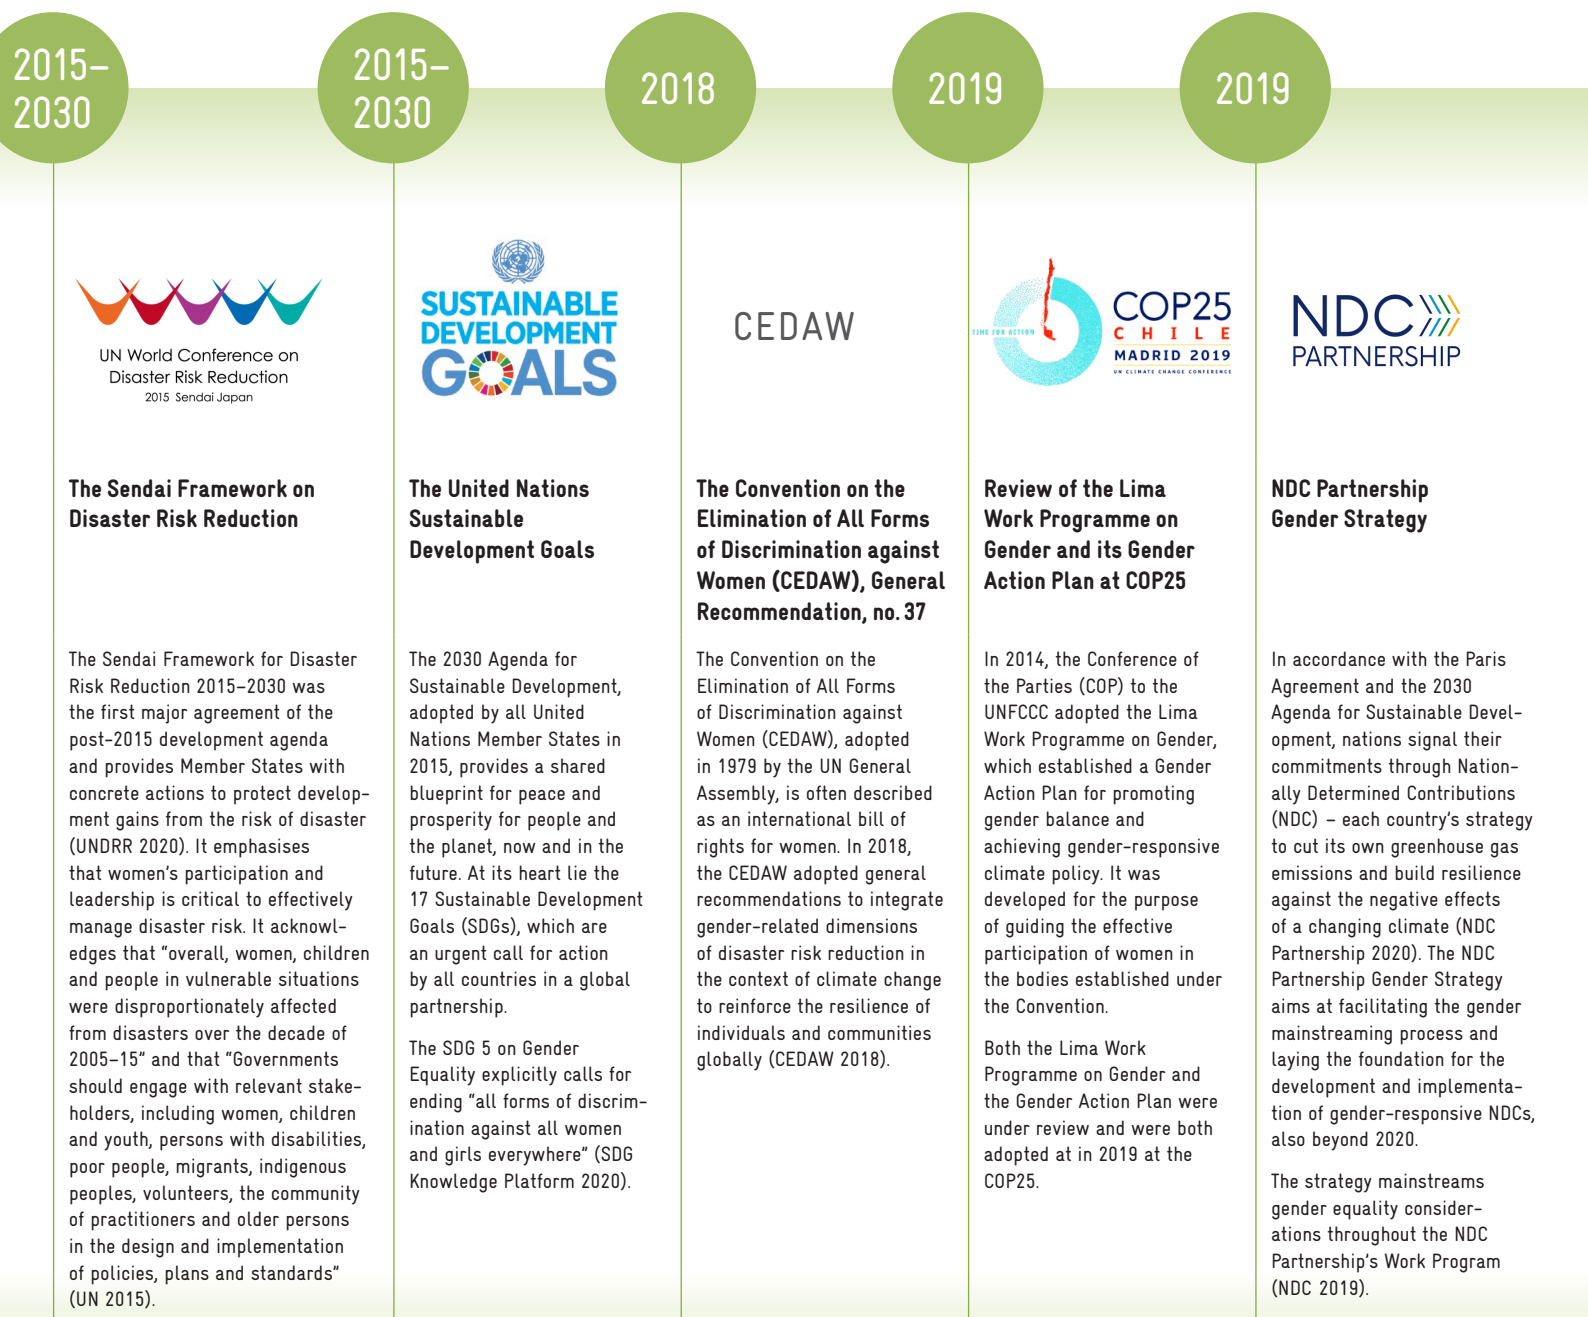 2015–
2030
2015–
2030
2018
2019
2019
UN World Conference on
Disaster Risk Reduction
2015 Sendai Japan
SUSTAINABLE
DEVELOPMENT
GOALS
CEDAW
TIME FOR ACTION
COP25
CHILE
MADRID 2019
UN CLIMATE CHANGE CONFERENCE
NDC
PARTNERSHIP
The Sendai Framework on
Disaster Risk Reduction
The Sendai Framework for Disaster
Risk Reduction 2015–2030 was
the first major agreement of the
post-2015 development agenda
and provides Member States with
concrete actions to protect develop-
ment gains from the risk of disaster
(UNDRR 2020). It emphasises
that women's participation and
leadership is critical to effectively
manage disaster risk. It acknowl-
edges that “overall, women, children
and people in vulnerable situations
were disproportionately affected
from disasters over the decade of
2005–15” and that “Governments
should engage with relevant stake-
holders, including women, children
and youth, persons with disabilities,
poor people, migrants, indigenous
peoples, volunteers, the community
of practitioners and older persons
in the design and implementation
of policies, plans and standards”
(UN 2015).
The United Nations
Sustainable
Development Goals
The 2030 Agenda for
Sustainable Development,
adopted by all United
Nations Member States in
2015, provides a shared
blueprint for peace and
prosperity for people and
the planet, now and in the
future. At its heart lie the
17 Sustainable Development
Goals (SDGs), which are
an urgent call for action
by all countries in a global
partnership.
The SDG 5 on Gender
Equality explicitly calls for
ending “all forms of discrim-
ination against all women
and girls everywhere” (SDG
Knowledge Platform 2020).
The Convention on the
Elimination of All Forms
of Discrimination against
Women (CEDAW), General
Recommendation, no. 37
The Convention on the
Elimination of All Forms
of Discrimination against
Women (CEDAW), adopted
in 1979 by the UN General
Assembly, is often described
as an international bill of
rights for women. In 2018,
the CEDAW adopted general
recommendations to integrate
gender-related dimensions
of disaster risk reduction in
the context of climate change
to reinforce the resilience of
individuals and communities
globally (CEDAW 2018).
Review of the Lima
Work Programme on
Gender and its Gender
Action Plan at COP25
In 2014, the Conference of
the Parties (COP) to the
UNFCCC adopted the Lima
Work Programme on Gender,
which established a Gender
Action Plan for promoting
gender balance and
achieving gender-responsive
climate policy. It was
developed for the purpose
of guiding the effective
participation of women in
the bodies established under
the Convention.
Both the Lima Work
Programme on Gender and
the Gender Action Plan were
under review and were both
adopted at in 2019 at the
COP25.
NDC Partnership
Gender Strategy
In accordance with the Paris
Agreement and the 2030
Agenda for Sustainable Devel-
opment, nations signal their
commitments through Nation-
ally Determined Contributions
(NDC) – each country's strategy
to cut its own greenhouse gas
emissions and build resilience
against the negative effects
of a changing climate (NDC
Partnership 2020). The NDC
Partnership Gender Strategy
aims at facilitating the gender
mainstreaming process and
laying the foundation for the
development and implementa-
tion of gender-responsive NDCs,
also beyond 2020.
The strategy mainstreams
gender equality consider-
ations throughout the NDC
Partnership's Work Program
(NDC 2019).